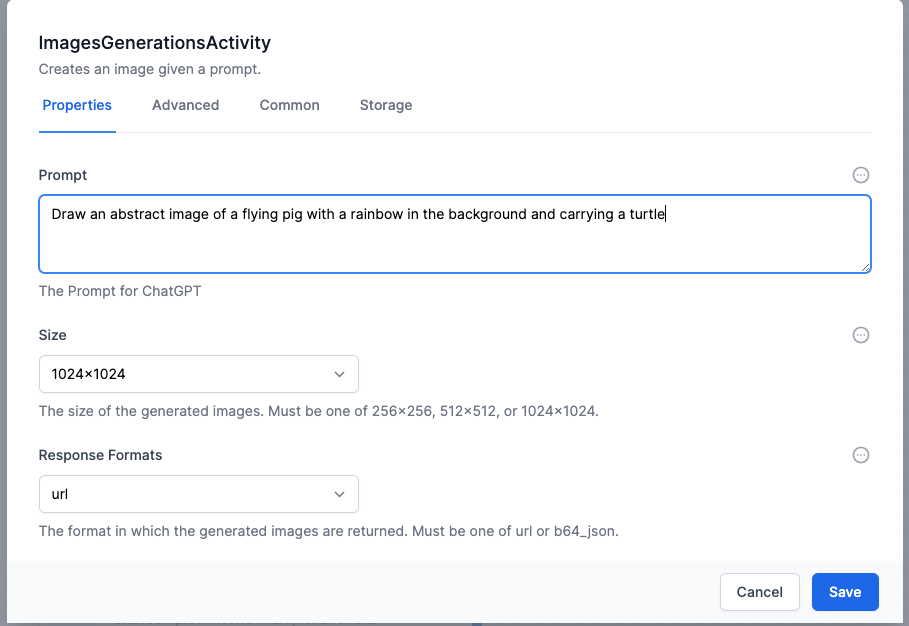 ImagesGenerationsActivity
Creates an image given a prompt.
Properties Advanced Common Storage
Prompt
Draw an abstract image of a flying pig with a rainbow in the background and carrying a turtle
The Prompt for ChatGPT
Size
1024×1024
The size of the generated images. Must be one of 256×256, 512×512, or 1024×1024.
Response Formats
url
The format in which the generated images are returned. Must be one of url or b64_json.
Cancel Save